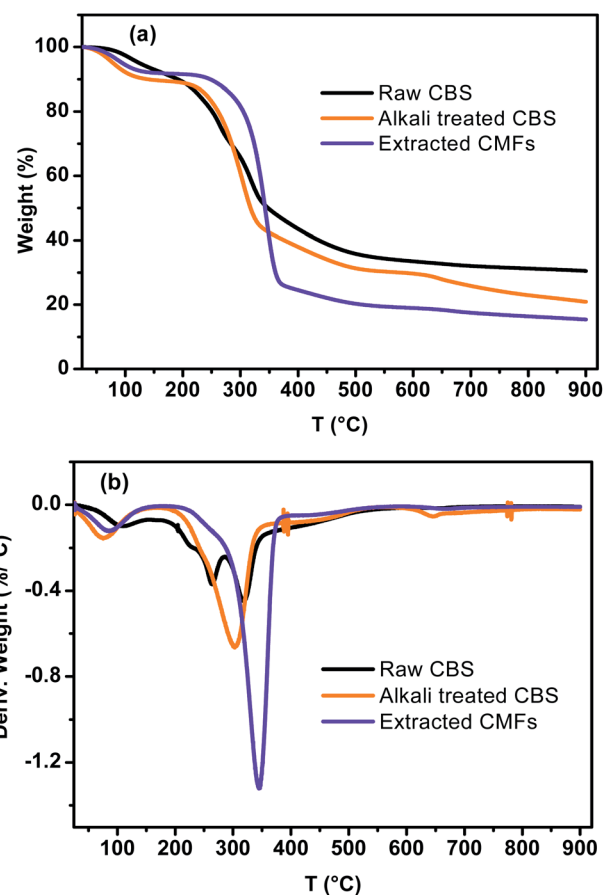 (a)
100
80
60
40
20
0
Weight (%)
Raw CBS
Alkali treated CBS
Extracted CMFs
100 200 300 400 500 600 700 800 900
T (°C)
(b)
0.0
-0.4
-0.8
-1.2
Deriv. Weight (%/°C)
Raw CBS
Alkali treated CBS
Extracted CMFs
100 200 300 400 500 600 700 800 900
T (°C)